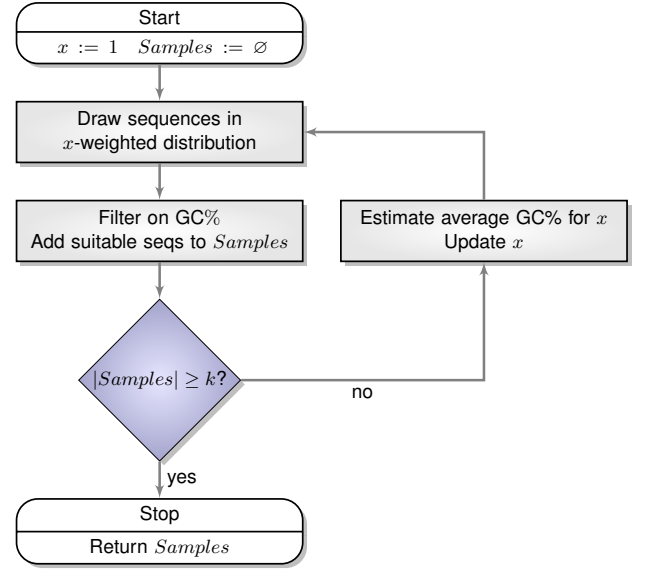 Start
x := 1 Samples := ∅
Draw sequences in
x-weighted distribution
Filter on GC%
Add suitable seqs to Samples
Estimate average GC% for x
Update x
|Samples| ≥ k?
no
yes
Stop
Return Samples